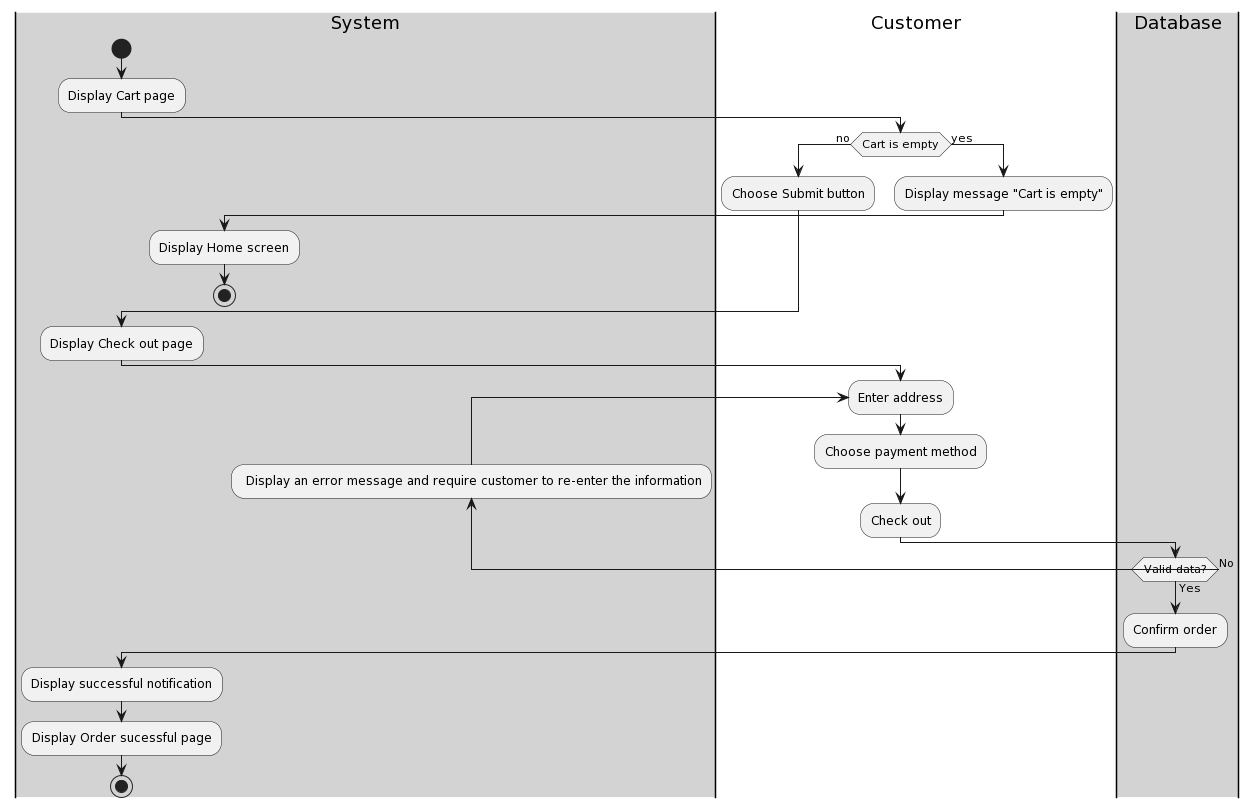 System
Customer
Database
Display Cart page
no
Cart is empty
yes
Choose Submit button
Display message "Cart is empty"
Display Home screen
Display Check out page
Enter address
Choose payment method
Display an error message and require customer to re-enter the information
Check out
Valid data?
No
Yes
Confirm order
Display successful notification
Display Order sucessful page